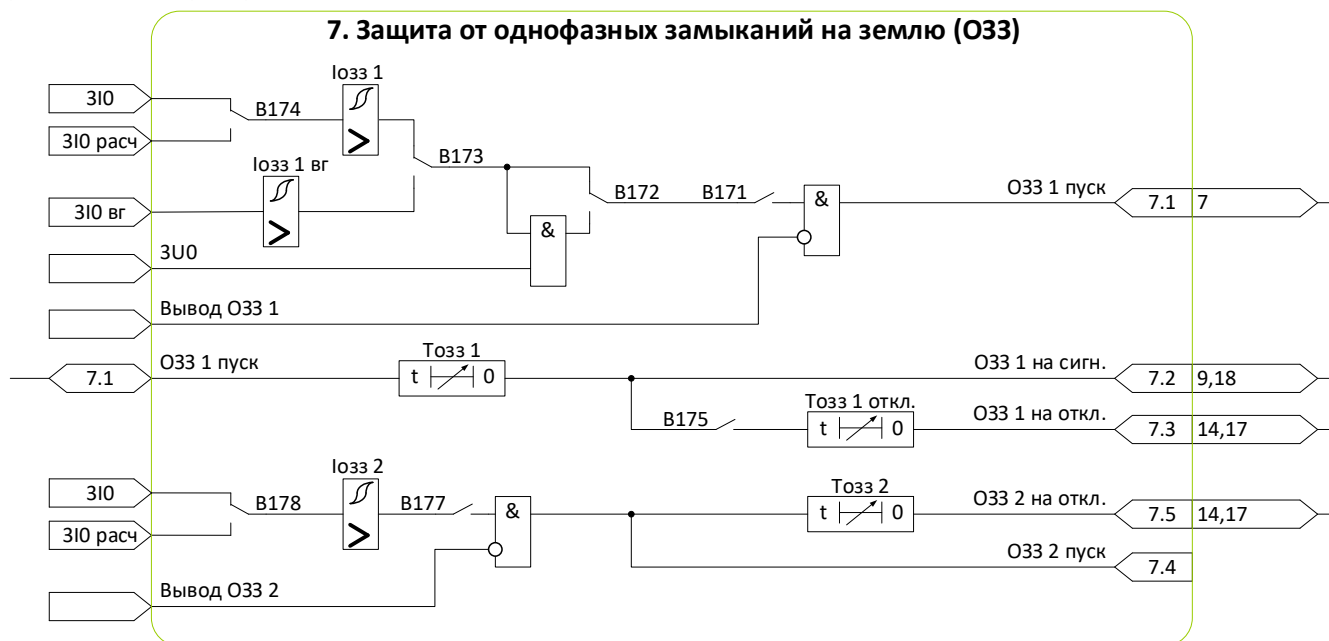 7. Защита от однофазных замыканий на землю (ОЗЗ)
Iозз 1
3I0
B174
3I0 расч
>
Iозз 1 вг
B173
3I0 вг
>
B172
B171
&
ОЗЗ 1 пуск
7.1
7
&
3U0
Вывод ОЗЗ 1
7.1
ОЗЗ 1 пуск
Tозз 1
t
0
ОЗЗ 1 на сигн.
7.2
9,18
B175
Tозз 1 откл.
t
0
ОЗЗ 1 на откл.
7.3
14,17
Iозз 2
3I0
B178
3I0 расч
>
B177
&
Tозз 2
t
0
ОЗЗ 2 на откл.
7.5
14,17
ОЗЗ 2 пуск
7.4
Вывод ОЗЗ 2